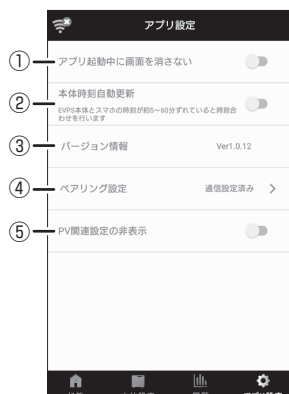 アプリ設定
① アプリ起動中に画面を消さない
② 本体時刻自動更新
EVPS本体とスマホの時刻が約5~60分ずれていると時刻合
わせを行います
③ バージョン情報 Ver1.0.12
④ ペアリング設定 通信設定済み >
⑤ PV関連設定の非表示